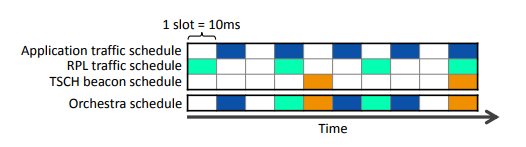 1 slot = 10ms
Application traffic schedule
RPL traffic schedule
TSCH beacon schedule
Orchestra schedule
Time